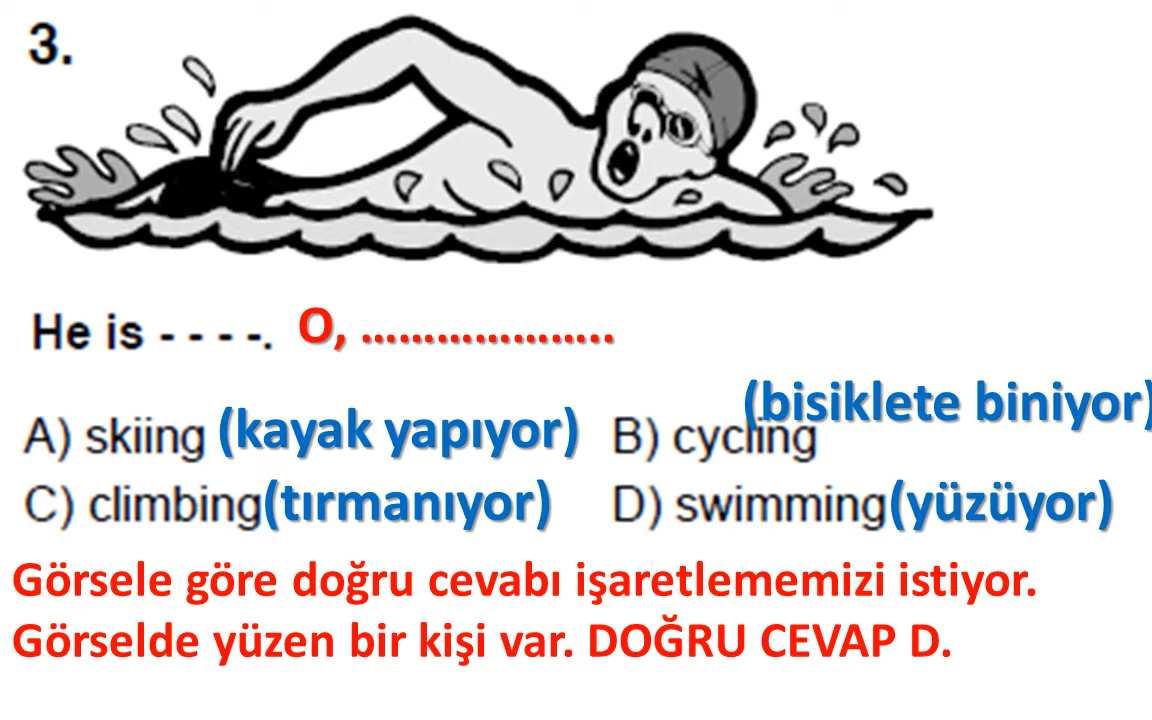 3.
He is - - - -. O, ………………..
(bisiklete biniyor)
A) skiing (kayak yapıyor) B) cycling
C) climbing(tırmanıyor) D) swimming(yüzüyor)
Görsele göre doğru cevabı işaretlememizi istiyor.
Görselde yüzen bir kişi var. DOĞRU CEVAP D.